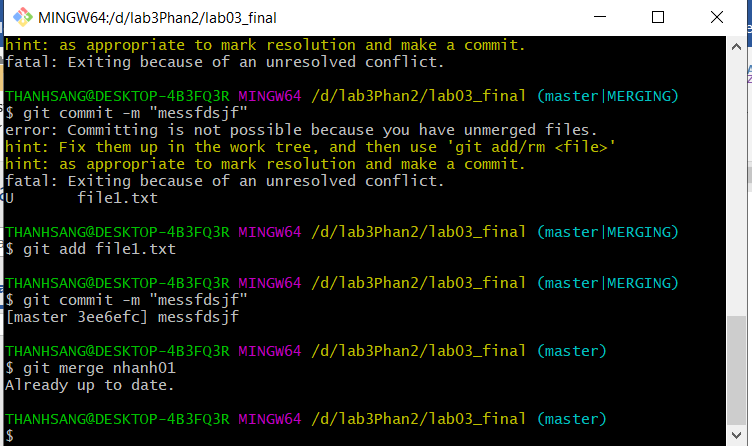 MINGW64:/d/lab3Phan2/lab03_final
hint: as appropriate to mark resolution and make a commit.
fatal: Exiting because of an unresolved conflict.
THANHSANG@DESKTOP-4B3FQ3R MINGW64 /d/lab3Phan2/lab03_final (master|MERGING)
$ git commit -m "messfdsjf"
error: Committing is not possible because you have unmerged files.
hint: Fix them up in the work tree, and then use 'git add/rm <file>'
hint: as appropriate to mark resolution and make a commit.
fatal: Exiting because of an unresolved conflict.
U       file1.txt
THANHSANG@DESKTOP-4B3FQ3R MINGW64 /d/lab3Phan2/lab03_final (master|MERGING)
$ git add file1.txt
THANHSANG@DESKTOP-4B3FQ3R MINGW64 /d/lab3Phan2/lab03_final (master|MERGING)
$ git commit -m "messfdsjf"
[master 3ee6efc] messfdsjf
THANHSANG@DESKTOP-4B3FQ3R MINGW64 /d/lab3Phan2/lab03_final (master)
$ git merge nhanh01
Already up to date.
THANHSANG@DESKTOP-4B3FQ3R MINGW64 /d/lab3Phan2/lab03_final (master)
$